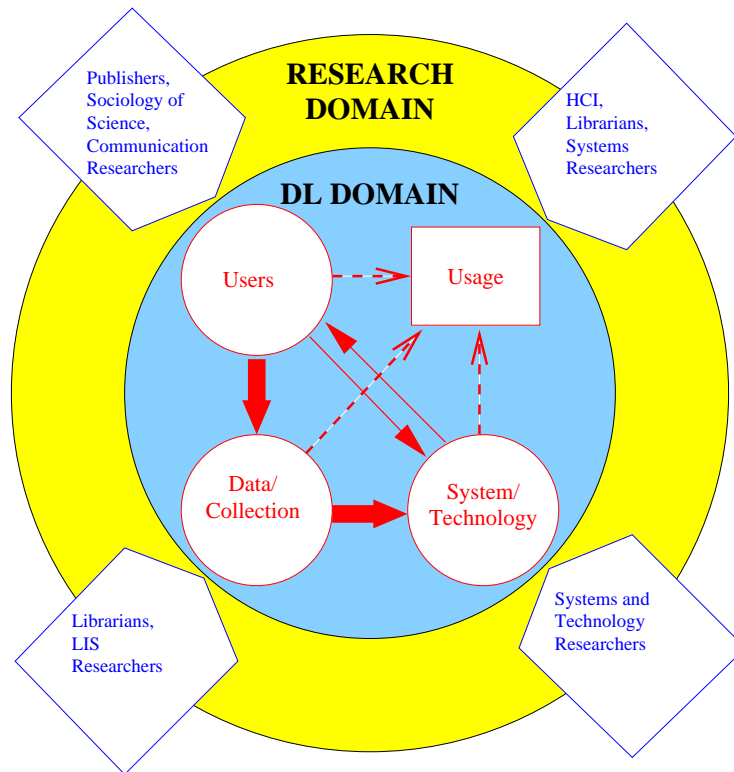 Publishers,
Sociology of
Science,
Communication
Researchers
RESEARCH
DOMAIN
HCI,
Librarians,
Systems
Researchers
DL DOMAIN
Users
Usage
Data/
Collection
System/
Technology
Librarians,
LIS
Researchers
Systems and
Technology
Researchers